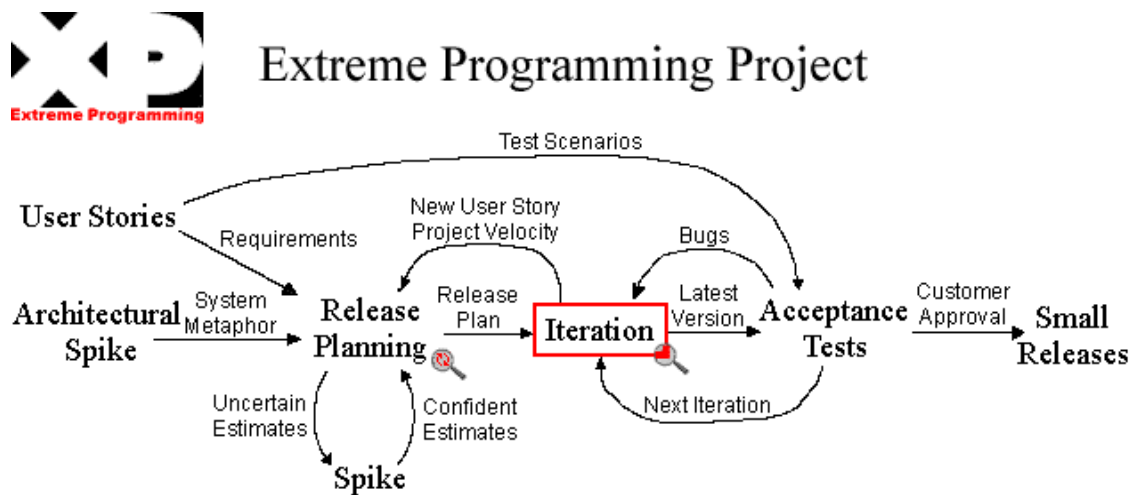 XP
Extreme Programming
Extreme Programming Project
Test Scenarios
User Stories
Requirements
New User Story
Project Velocity
Bugs
Architectural
Spike
System
Metaphor
Release
Planning
Release
Plan
Iteration
Latest
Version
Acceptance
Tests
Customer
Approval
Small
Releases
Uncertain
Estimates
Confident
Estimates
Next Iteration
Spike